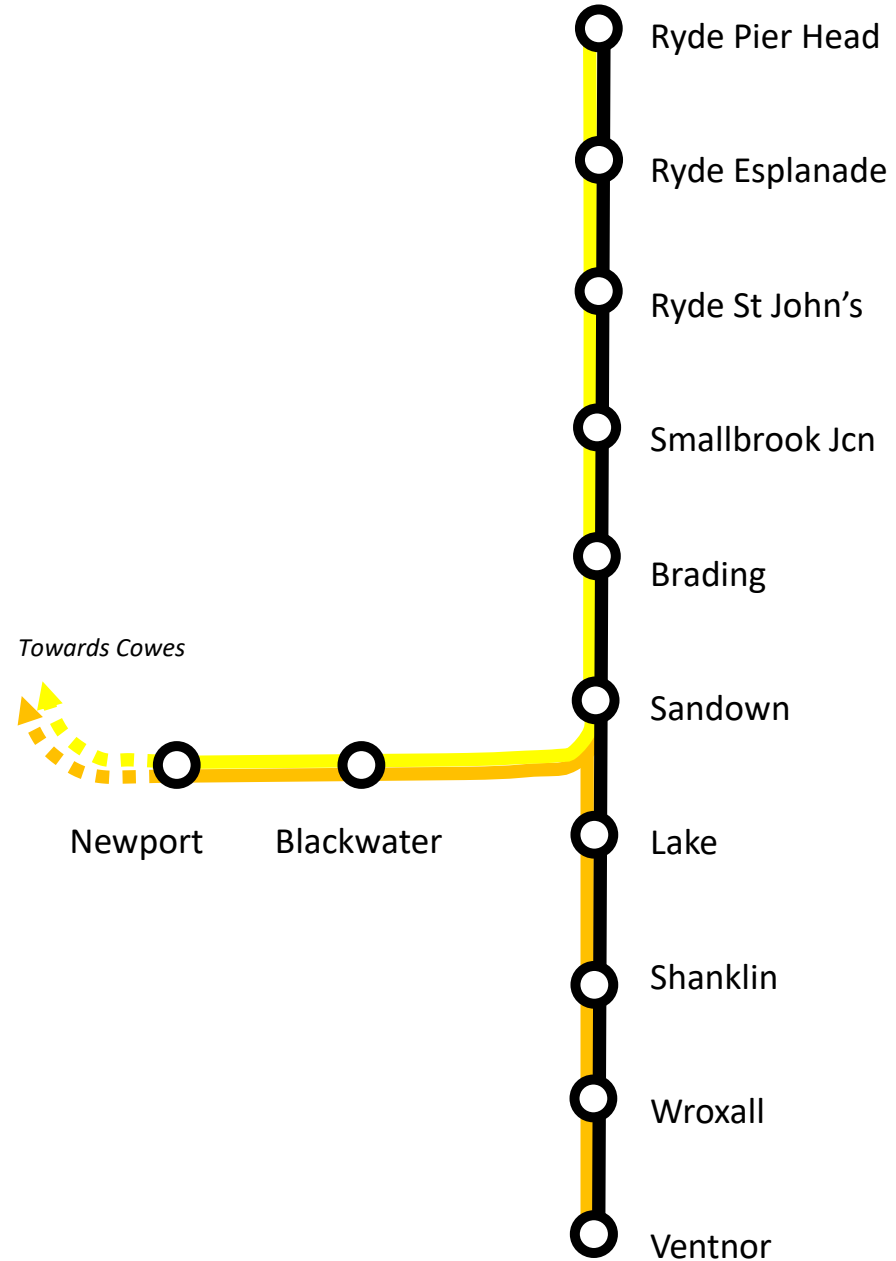 Ryde Pier Head
Ryde Esplanade
Ryde St John’s
Smallbrook Jcn
Brading
Towards Cowes
Sandown
Newport
Blackwater
Lake
Shanklin
Wroxall
Ventnor